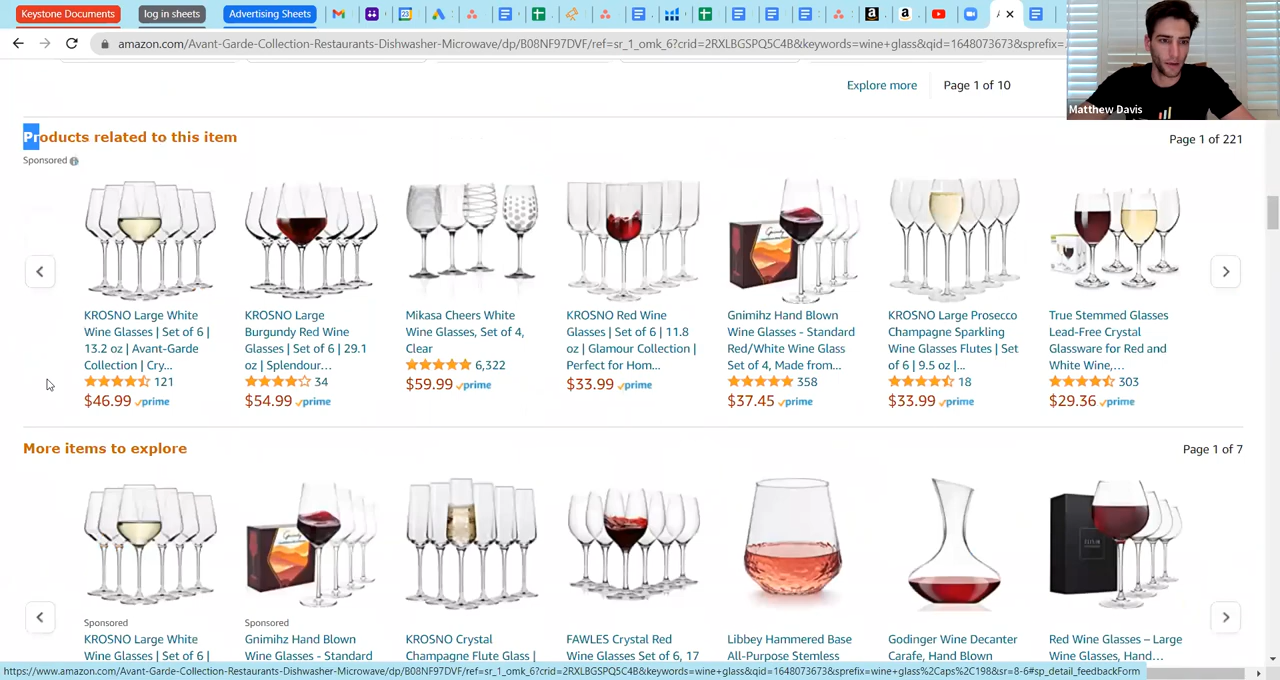 Keystone Documents
log in sheets
Advertising Sheets
amazon.com/Avant-Garde-Collection-Restaurants-Dishwasher-Microwave/dp/B08NF97DVF/ref=sr_1_omk_6?crid=2RXLBGSPQ5C4B&keywords=wine+glass&qid=1648073673&sprefix=...
Matthew Davis
Explore more
Page 1 of 10
Products related to this item
Page 1 of 221
Sponsored
KROSNO Large White
Wine Glasses | Set of 6 |
13.2 oz | Avant-Garde
Collection | Cry...
121
$46.99 prime
KROSNO Large
Burgundy Red Wine
Glasses | Set of 6 | 29.1
oz | Splendour...
34
$54.99 prime
Mikasa Cheers White
Wine Glasses, Set of 4,
Clear
6,322
$59.99 prime
KROSNO Red Wine
Glasses | Set of 6 | 11.8
oz | Glamour Collection |
Perfect for Hom...
$33.99 prime
Gnimihz Hand Blown
Wine Glasses - Standard
Red/White Wine Glass
Set of 4, Made from...
358
$37.45 prime
KROSNO Large Prosecco
Champagne Sparkling
Wine Glasses Flutes | Set
of 6 | 9.5 oz |...
18
$33.99 prime
True Stemmed Glasses
Lead-Free Crystal
Glassware for Red and
White Wine,...
303
$29.36 prime
More items to explore
Page 1 of 7
Sponsored
KROSNO Large White
Wine Glasses | Set of 6 |
Sponsored
Gnimihz Hand Blown
Wine Glasses - Standard
KROSNO Crystal
Champagne Flute Glass |
FAWLES Crystal Red
Wine Glasses Set of 6, 17
Libbey Hammered Base
All-Purpose Stemless
Godinger Wine Decanter
Carafe, Hand Blown
Red Wine Glasses – Large
Wine Glasses, Hand...
https://www.amazon.com/Avant-Garde-Collection-Restaurants-Dishwasher-Microwave/dp/B08NF97DVF/ref=sr_1_omk_6?crid=2RXLBGSPQ5C4B&keywords=wine+glass&qid=1648073673&sprefix=wine+glass%2Caps%2C198&sr=8-6#sp_detail_feedbackForm